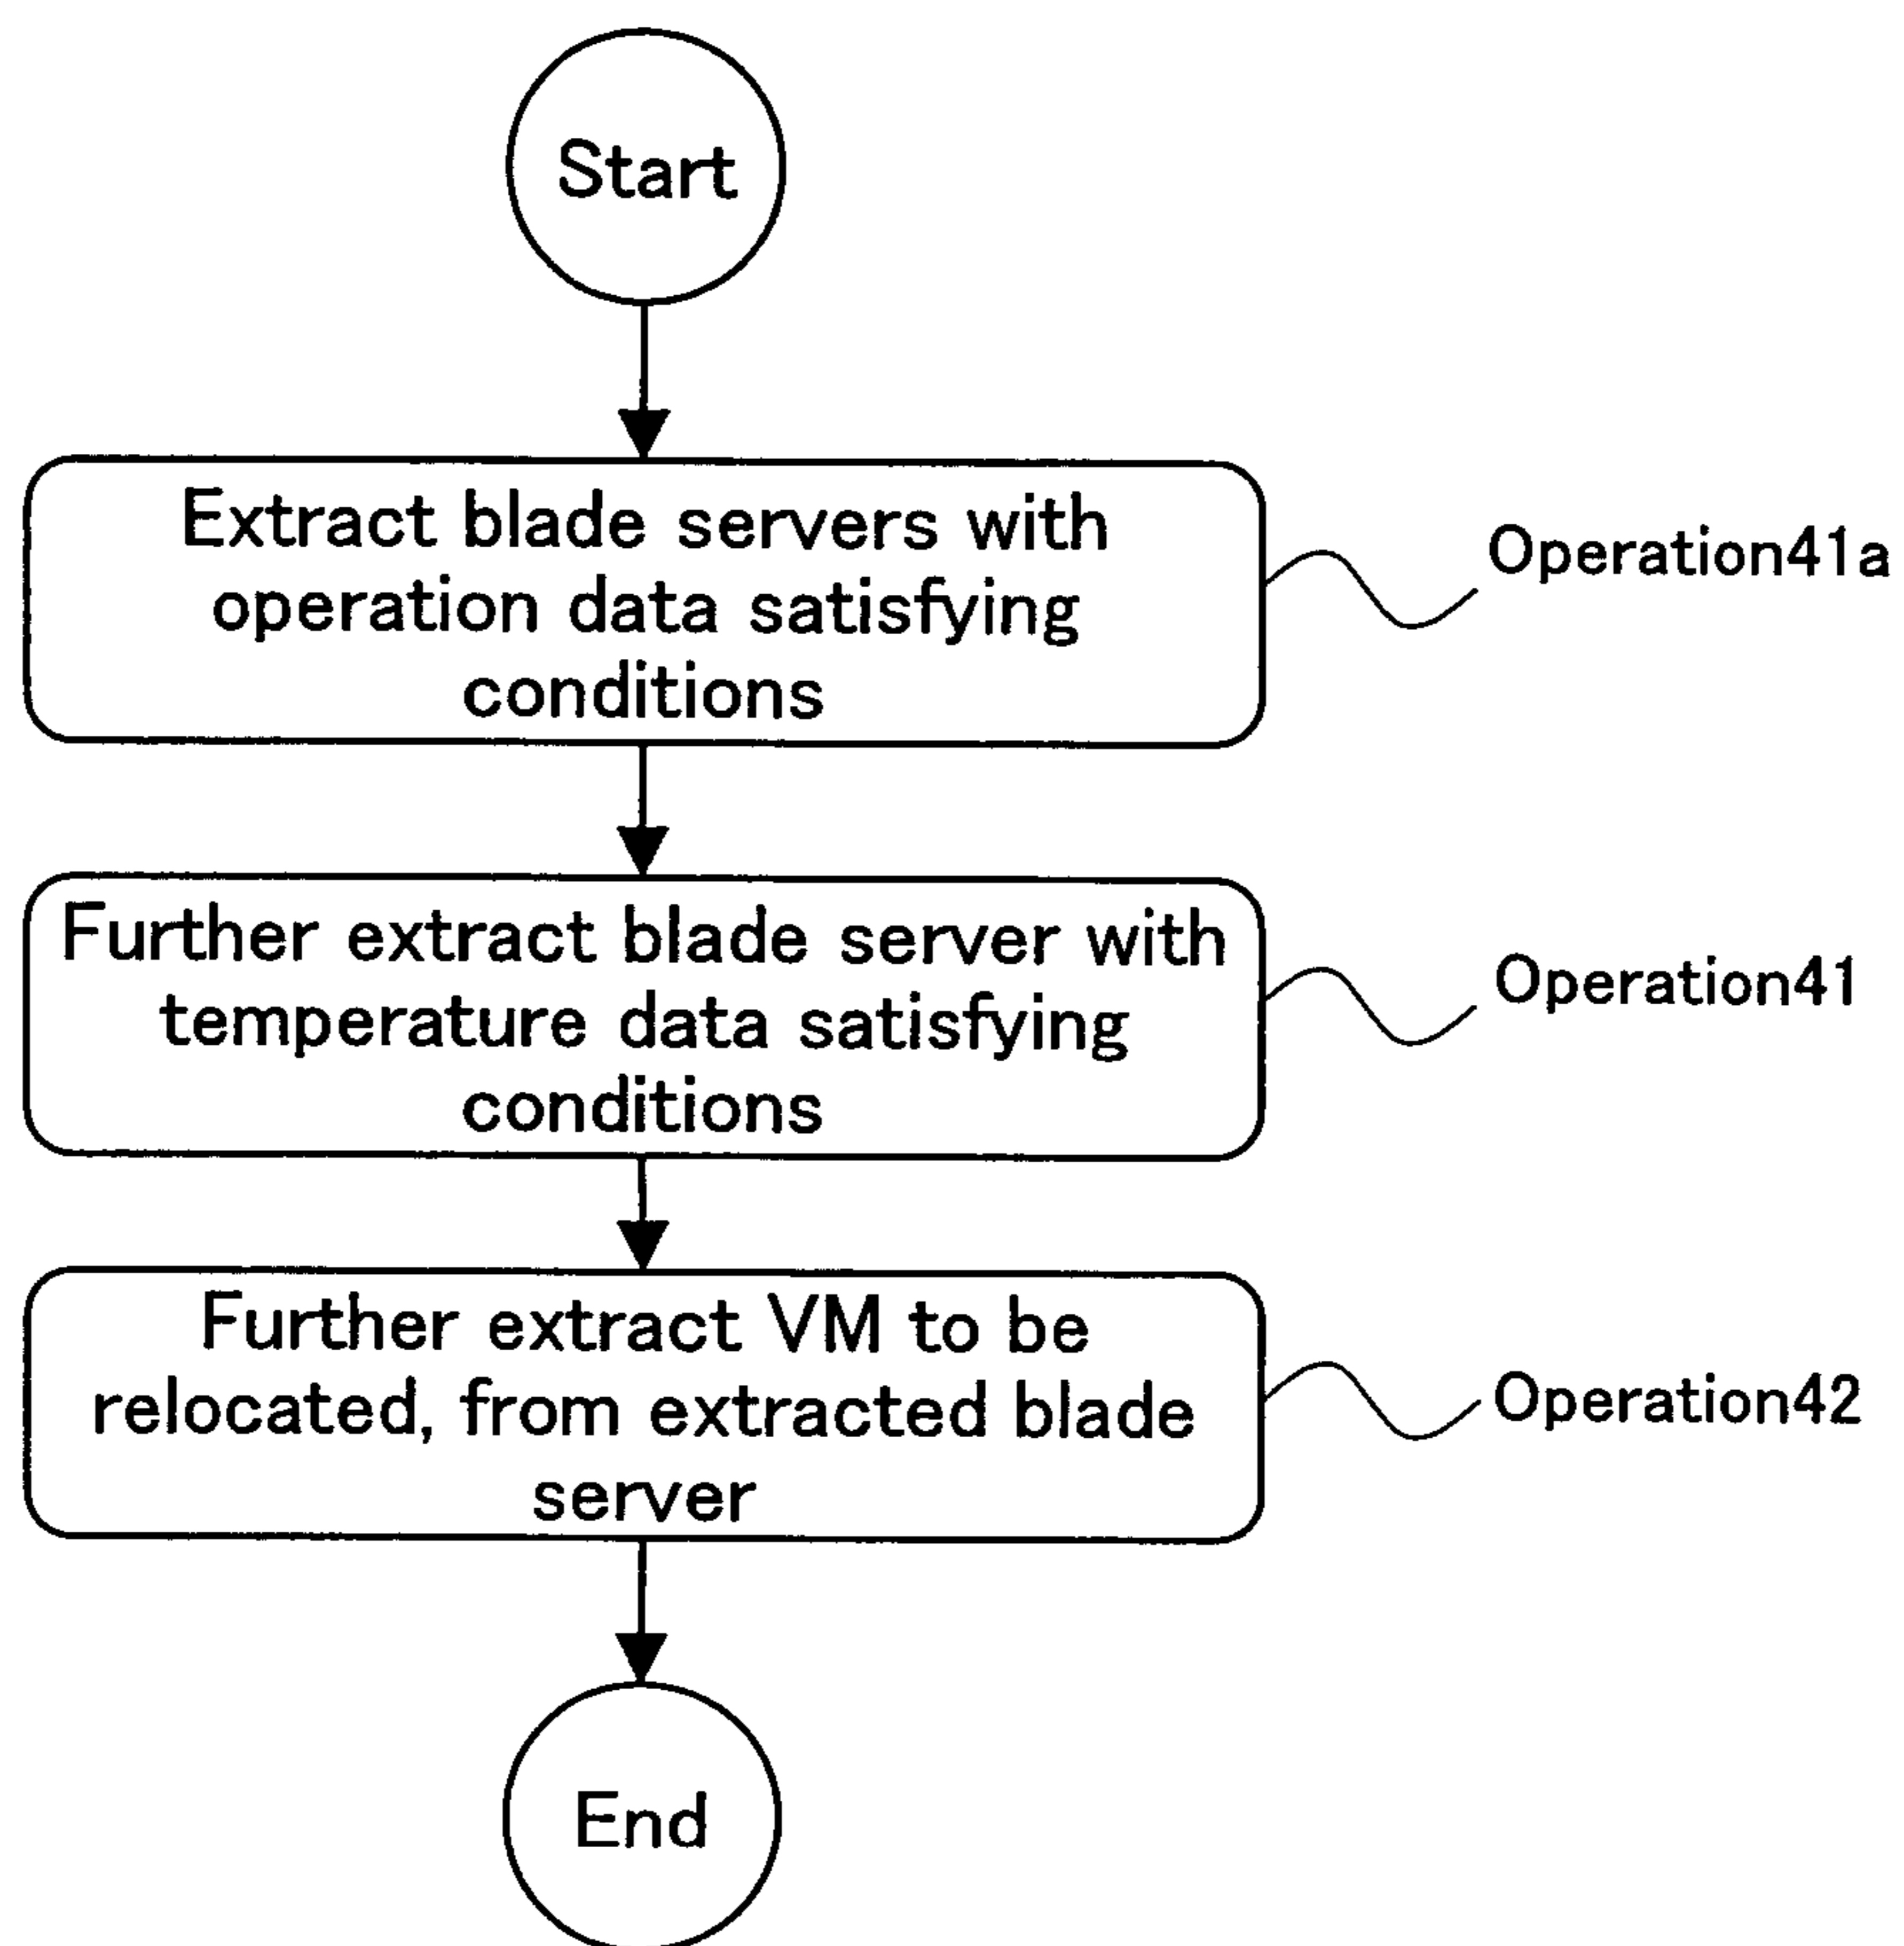 Start
Extract blade servers with
operation data satisfying
conditions
Operation41a
Further extract blade server with
temperature data satisfying
conditions
Operation41
Further extract VM to be
relocated, from extracted blade
server
Operation42
End